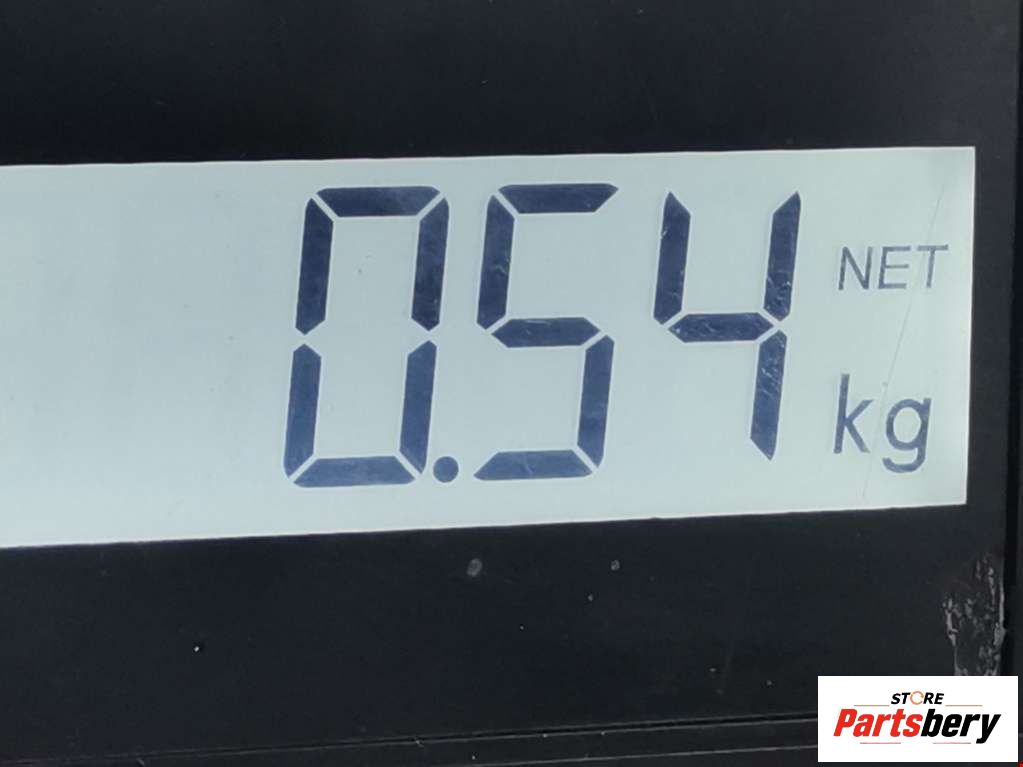 0.54 NET
kg
STORE
Partsbery